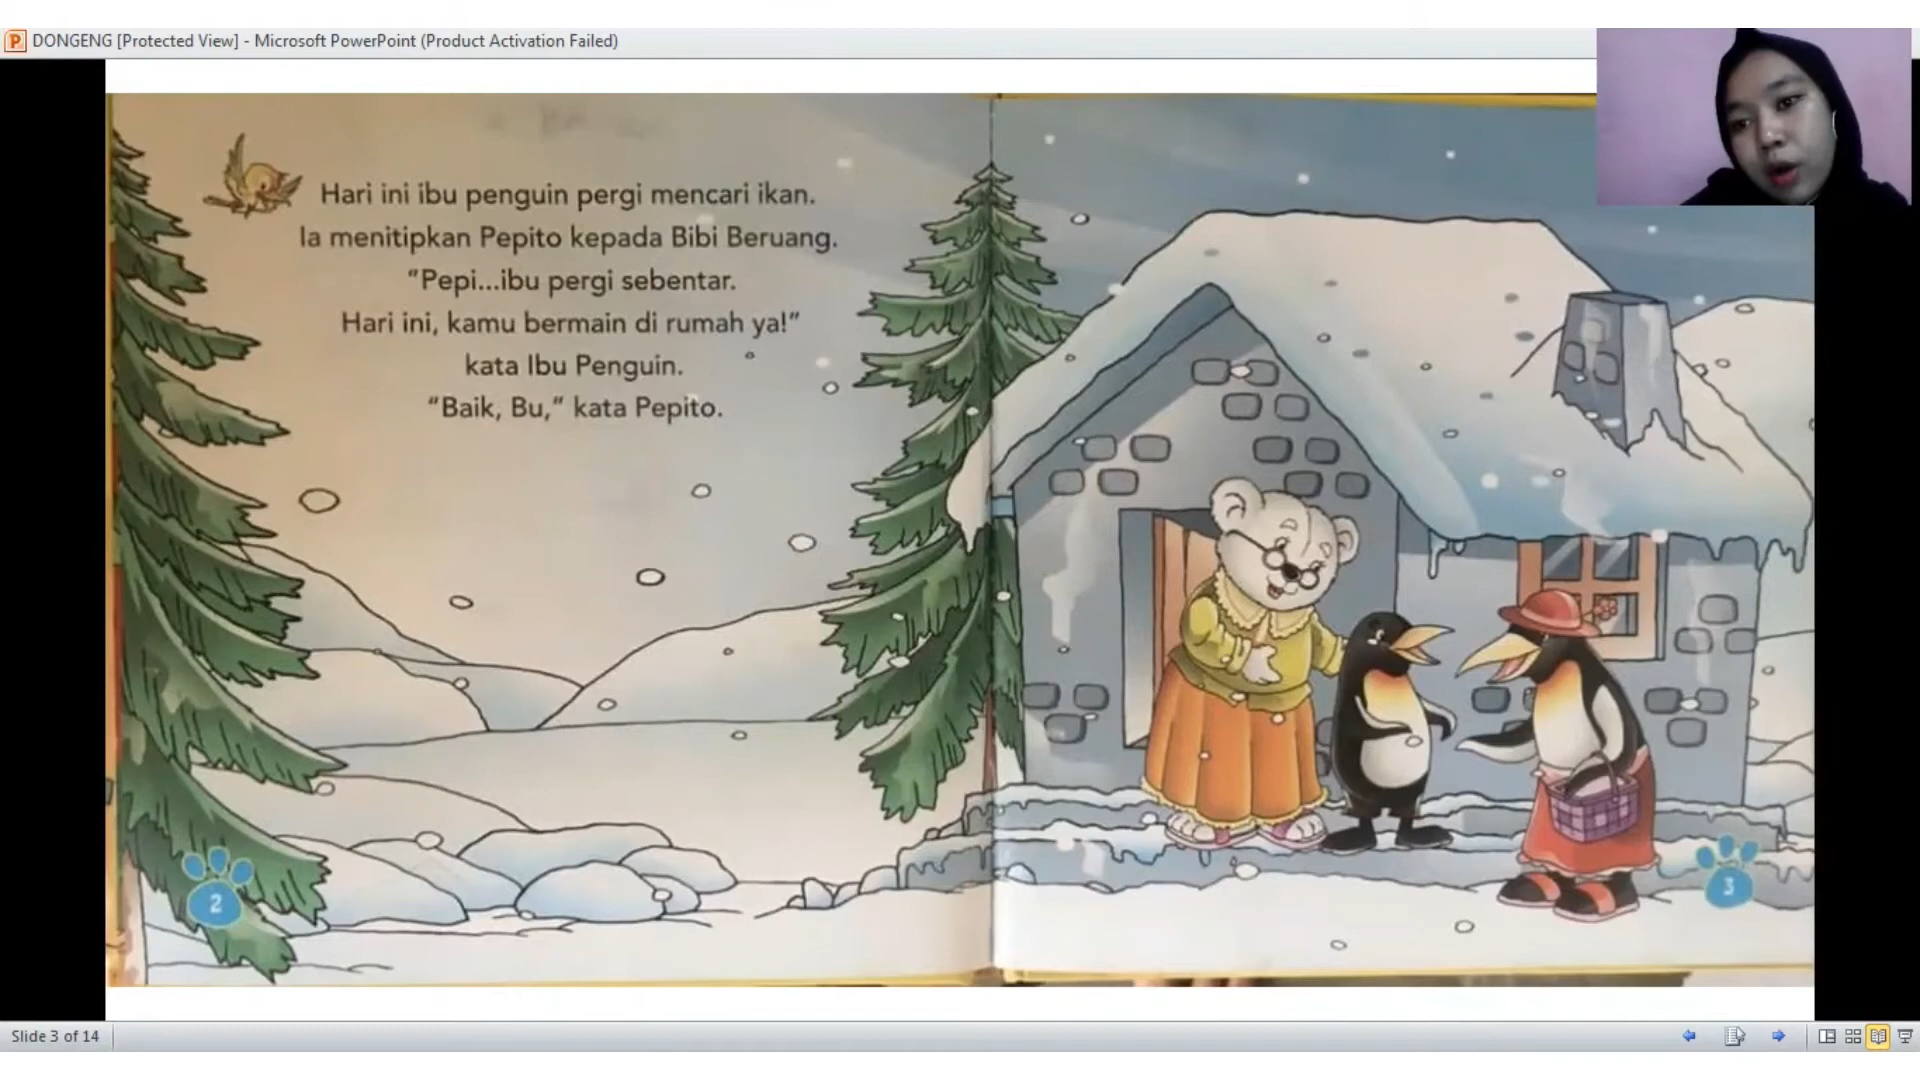 DONGENG [Protected View] - Microsoft PowerPoint (Product Activation Failed)
Hari ini ibu penguin pergi mencari ikan.
Ia menitipkan Pepito kepada Bibi Beruang.
"Pepi...ibu pergi sebentar.
Hari ini, kamu bermain di rumah ya!"
kata Ibu Penguin.
"Baik, Bu," kata Pepito.
2
3
Slide 3 of 14